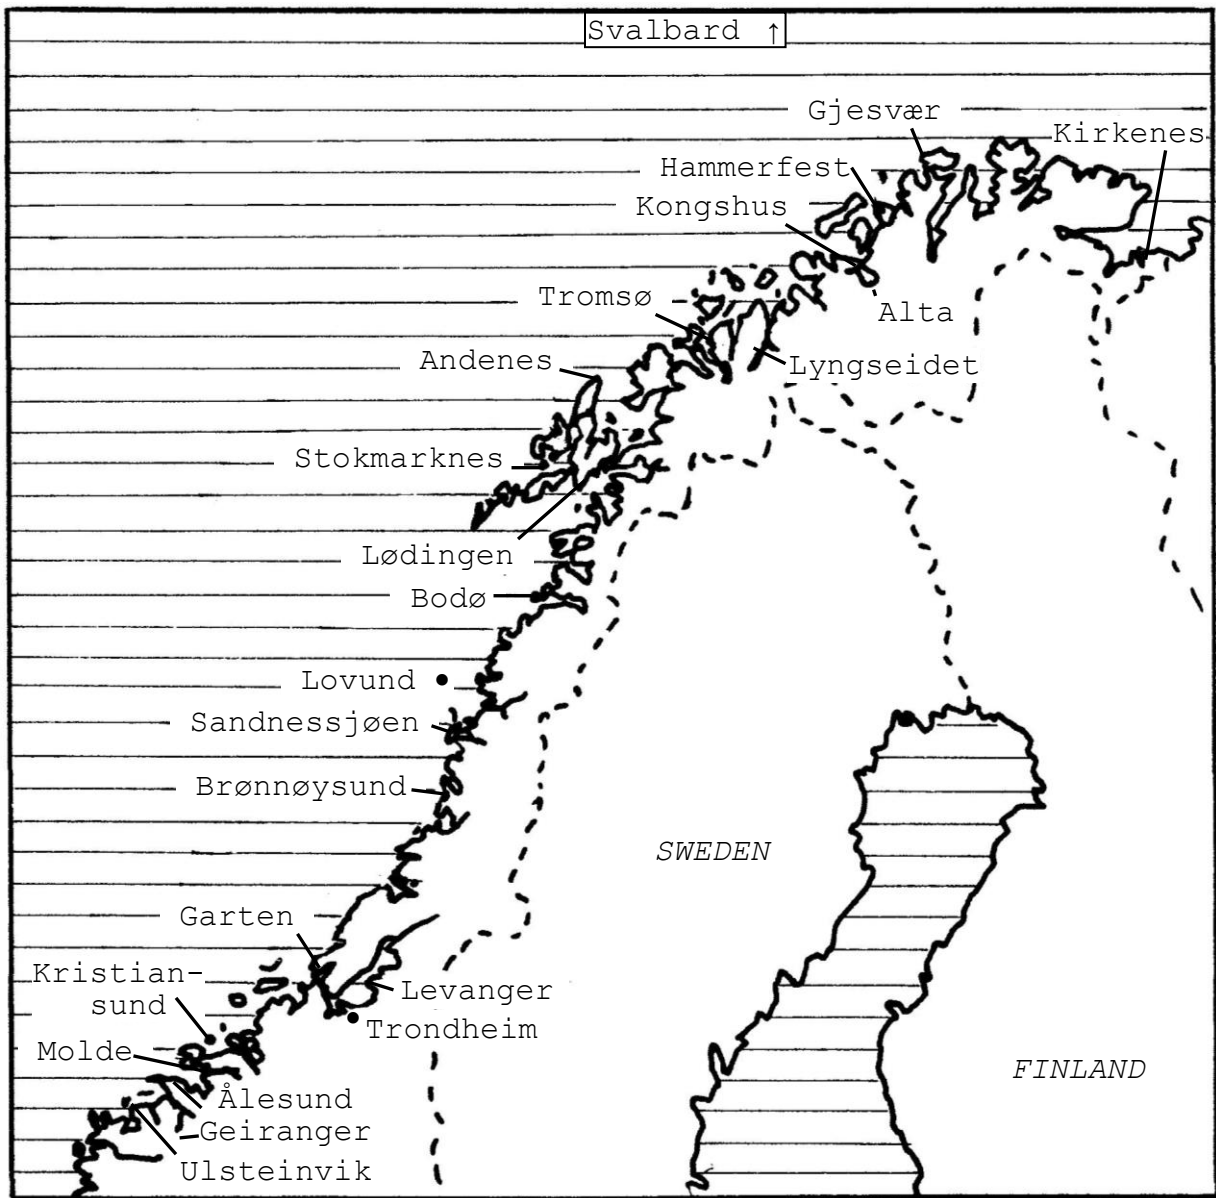 Svalbard ↑
Gjesvær
Kirkenes
Hammerfest
Kongshus
Tromsø
Alta
Andenes
Lyngseidet
Stokmarknes
Lødingen
Bodø
Lovund
Sandnessjøen
Brønnøysund
SWEDEN
Garten
Kristian-
sund
Levanger
Trondheim
Molde
FINLAND
Ålesund
Geiranger
Ulsteinvik